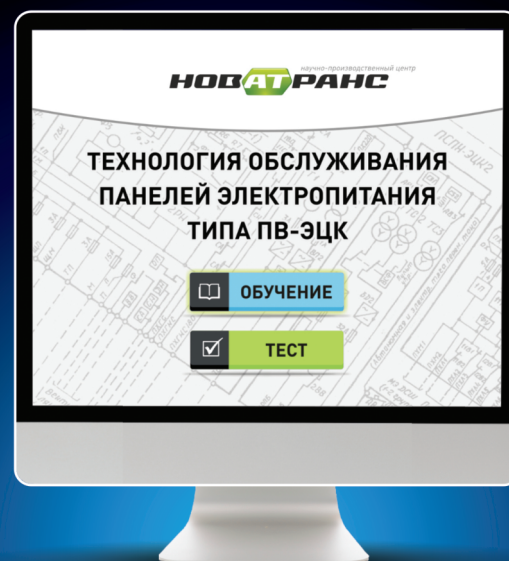 научно-производственный центр
НОВАТРАНС
ТЕХНОЛОГИЯ ОБСЛУЖИВАНИЯ
ПАНЕЛЕЙ ЭЛЕКТРОПИТАНИЯ
ТИПА ПВ-ЭЦК
ОБУЧЕНИЕ
ТЕСТ